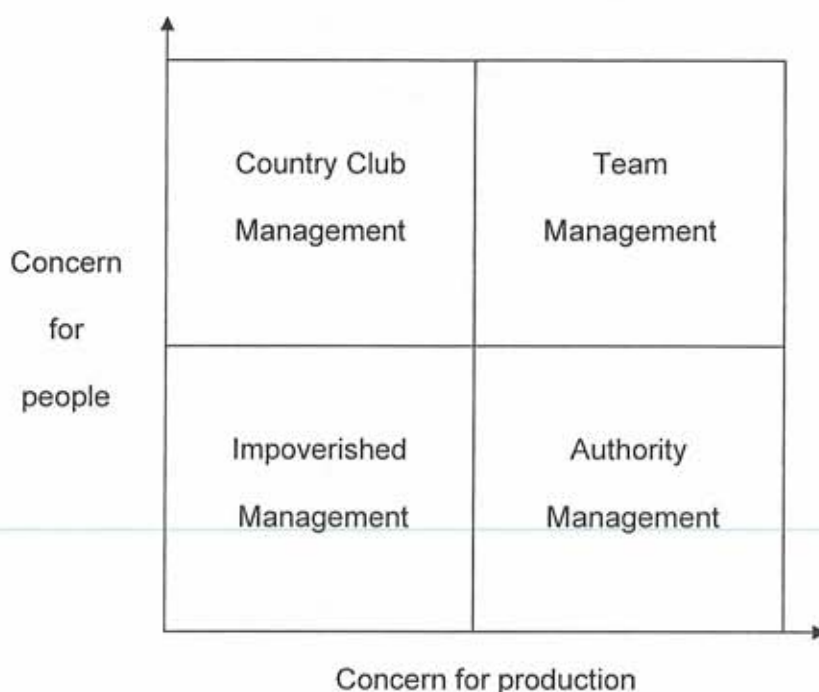 Country Club
Management
Team
Management
Concern
for
people
Impoverished
Management
Authority
Management
Concern for production